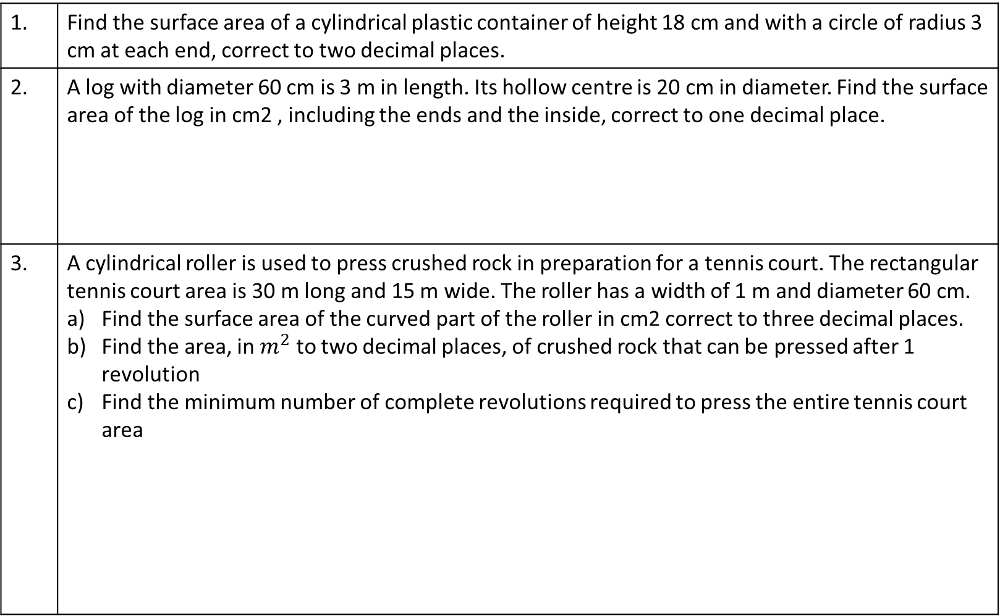 1. Find the surface area of a cylindrical plastic container of height 18 cm and with a circle of radius 3
cm at each end, correct to two decimal places.
2. A log with diameter 60 cm is 3 m in length. Its hollow centre is 20 cm in diameter. Find the surface
area of the log in cm2 , including the ends and the inside, correct to one decimal place.
3. A cylindrical roller is used to press crushed rock in preparation for a tennis court. The rectangular
tennis court area is 30 m long and 15 m wide. The roller has a width of 1 m and diameter 60 cm.
a) Find the surface area of the curved part of the roller in cm2 correct to three decimal places.
b) Find the area, in m² to two decimal places, of crushed rock that can be pressed after 1
revolution
c) Find the minimum number of complete revolutions required to press the entire tennis court
area